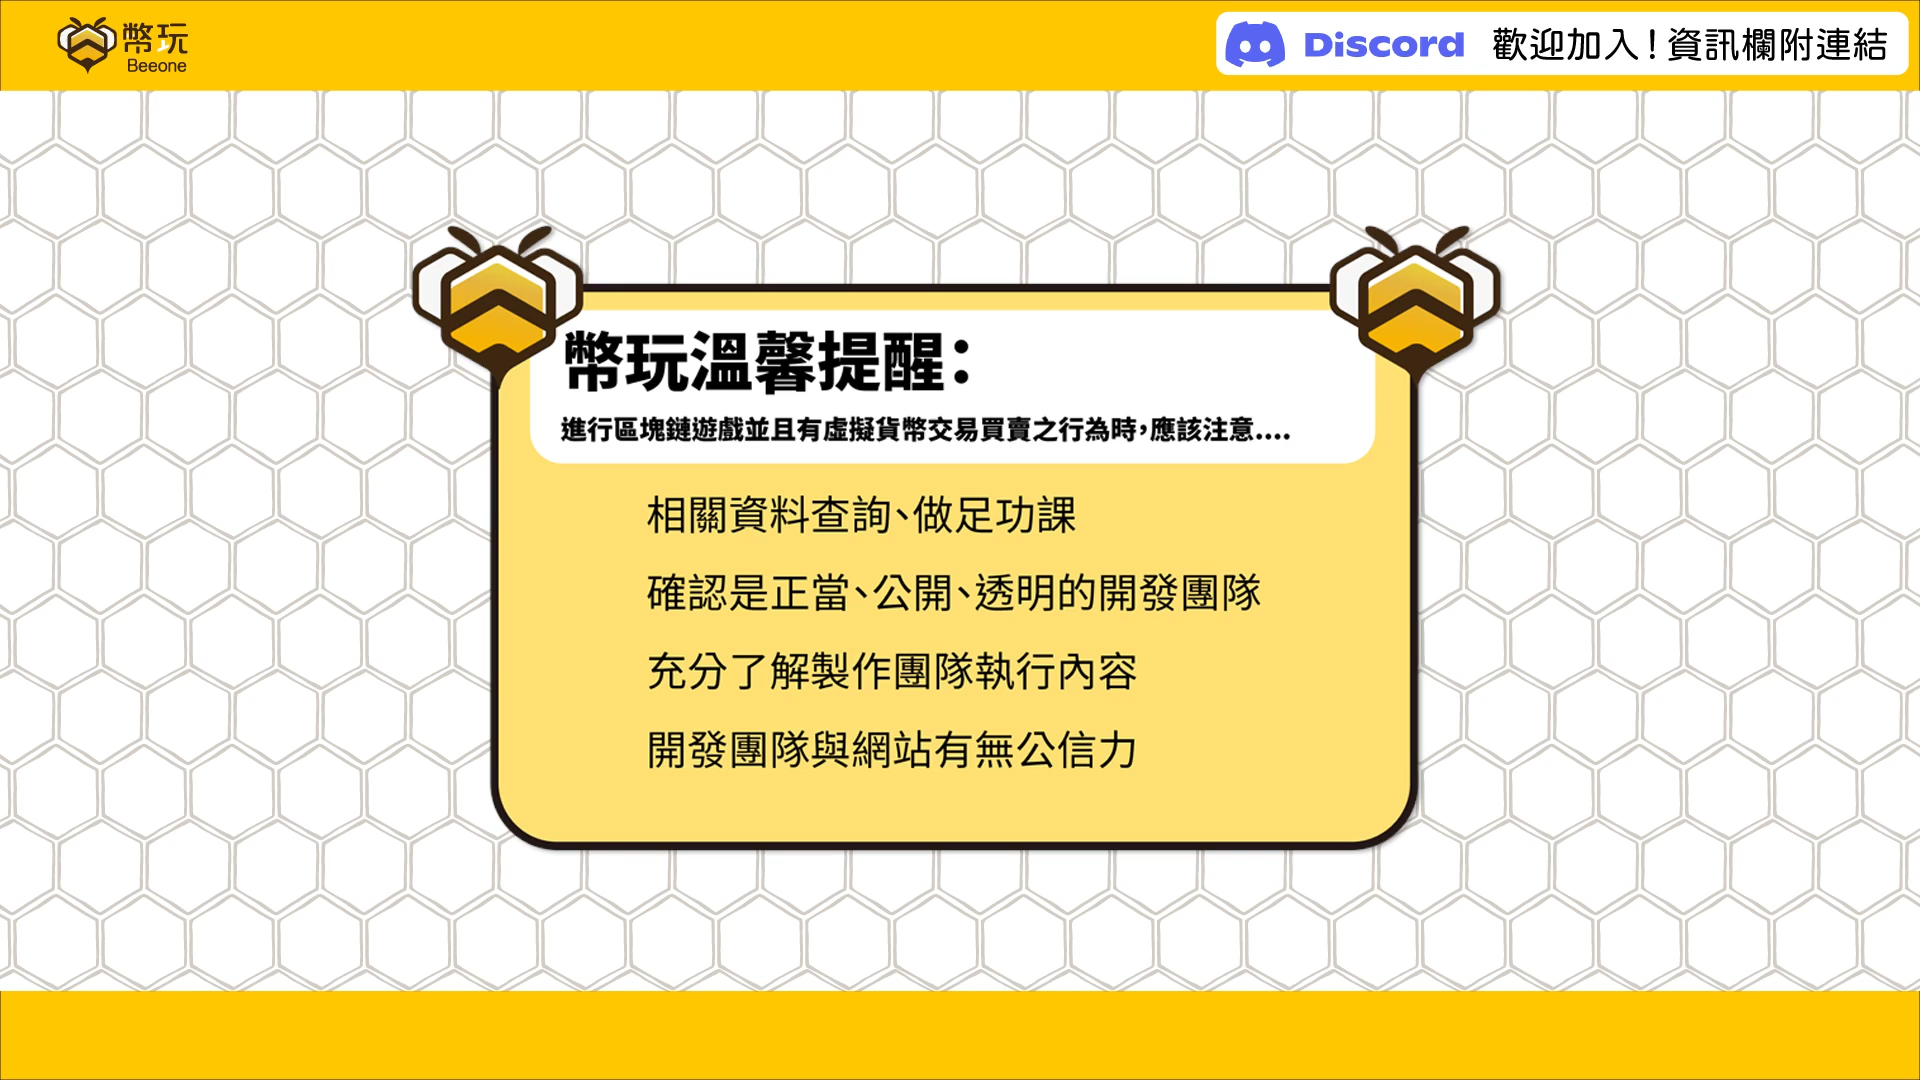 幣玩
Beeone
Discord 歡迎加入!資訊欄附連結
幣玩溫馨提醒:
進行區塊鏈遊戲並且有虛擬貨幣交易買賣之行為時,應該注意....
相關資料查詢、做足功課
確認是正當、公開、透明的開發團隊
充分了解製作團隊執行內容
開發團隊與網站有無公信力